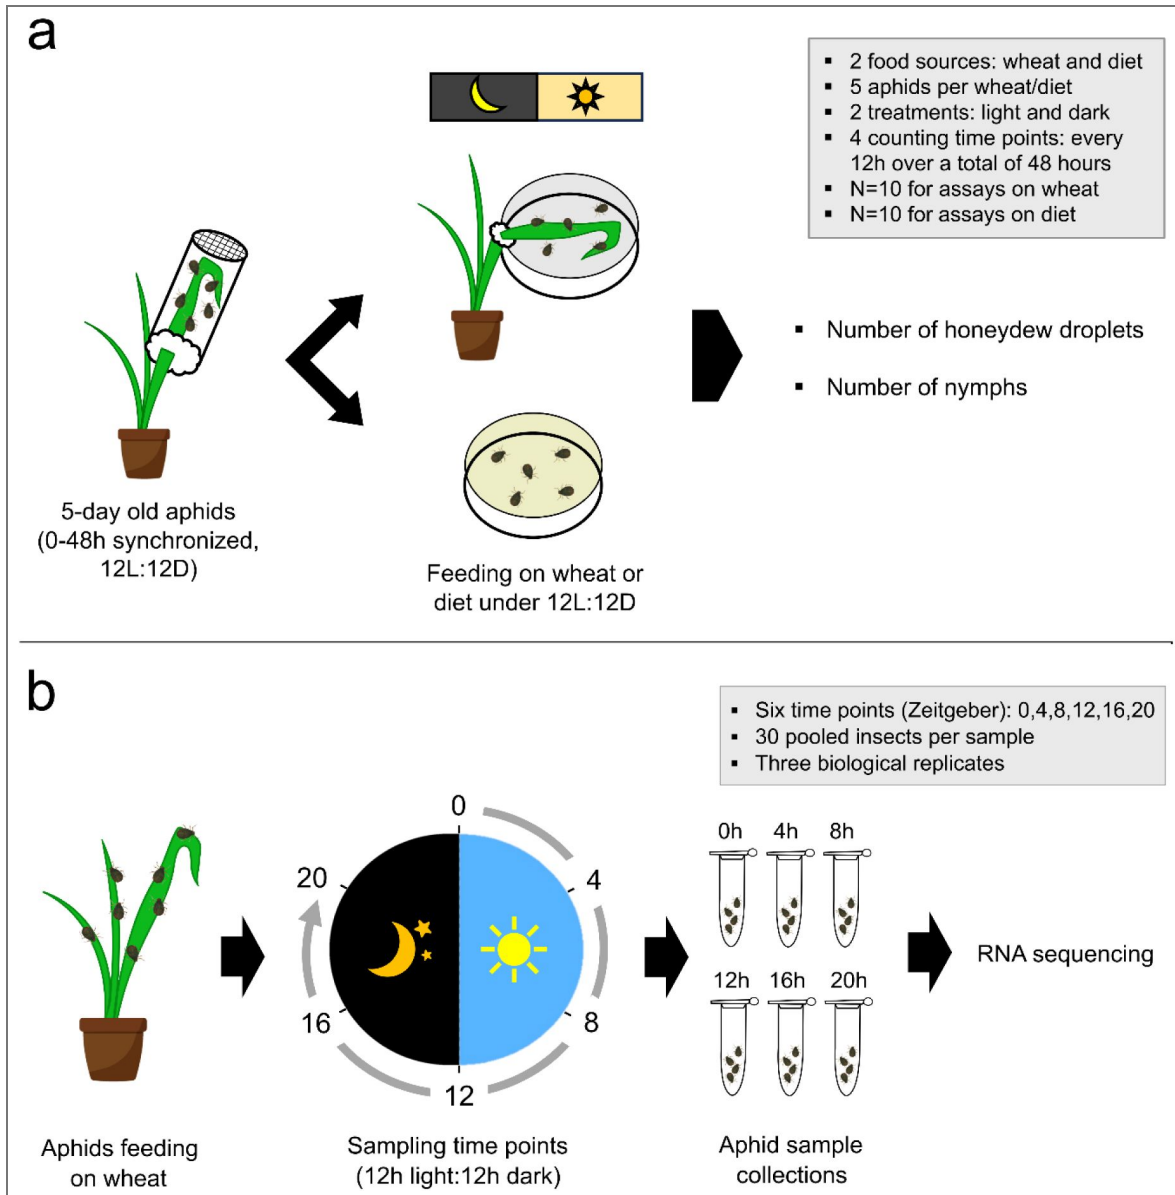 a
▪ 2 food sources: wheat and diet
▪ 5 aphids per wheat/diet
▪ 2 treatments: light and dark
▪ 4 counting time points: every
12h over a total of 48 hours
▪ N=10 for assays on wheat
▪ N=10 for assays on diet
5-day old aphids
(0-48h synchronized,
12L:12D)
Feeding on wheat or
diet under 12L:12D
▪ Number of honeydew droplets
▪ Number of nymphs
b
▪ Six time points (Zeitgeber): 0,4,8,12,16,20
▪ 30 pooled insects per sample
▪ Three biological replicates
Aphids feeding
on wheat
0
4
8
12
16
20
Sampling time points
(12h light:12h dark)
0h 4h 8h
12h 16h 20h
Aphid sample
collections
RNA sequencing